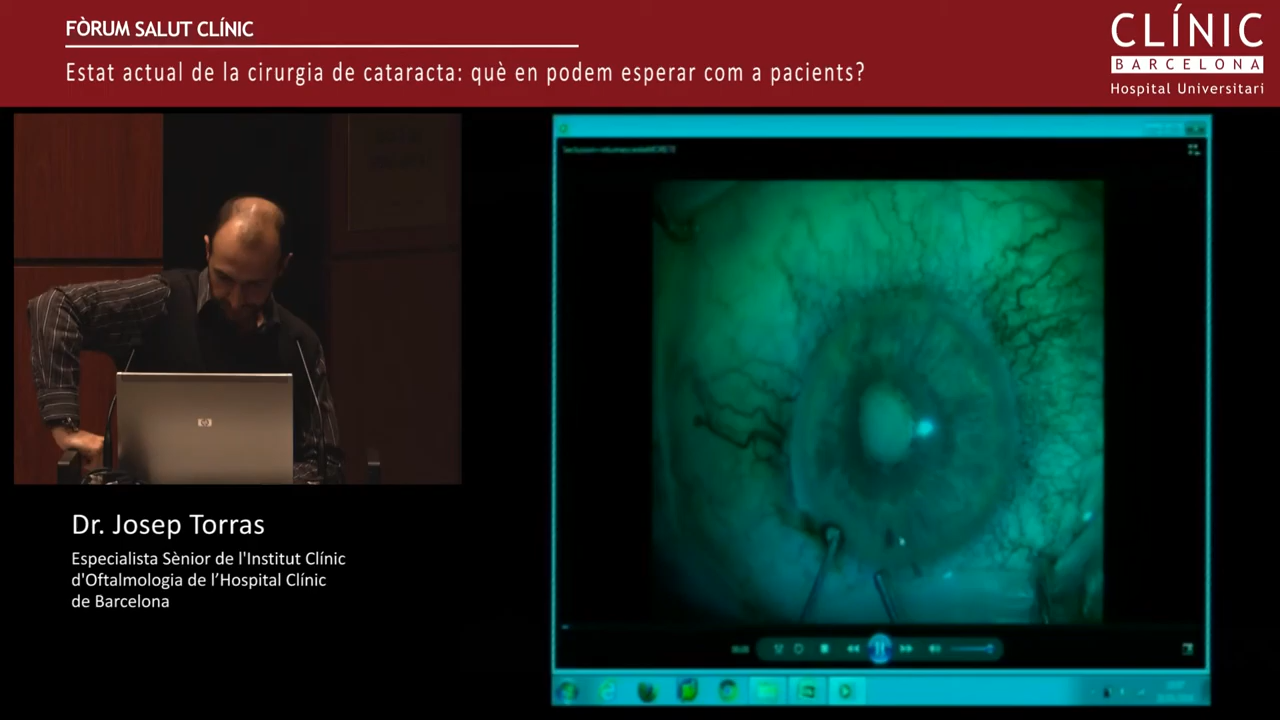 FÒRUM SALUT CLÍNIC
Estat actual de la cirurgia de cataracta: què en podem esperar com a pacients?
CLÍNIC
BARCELONA
Hospital Universitari
hp
Dr. Josep Torras
Especialista Sènior de l'Institut Clínic
d'Oftalmologia de l’Hospital Clínic
de Barcelona